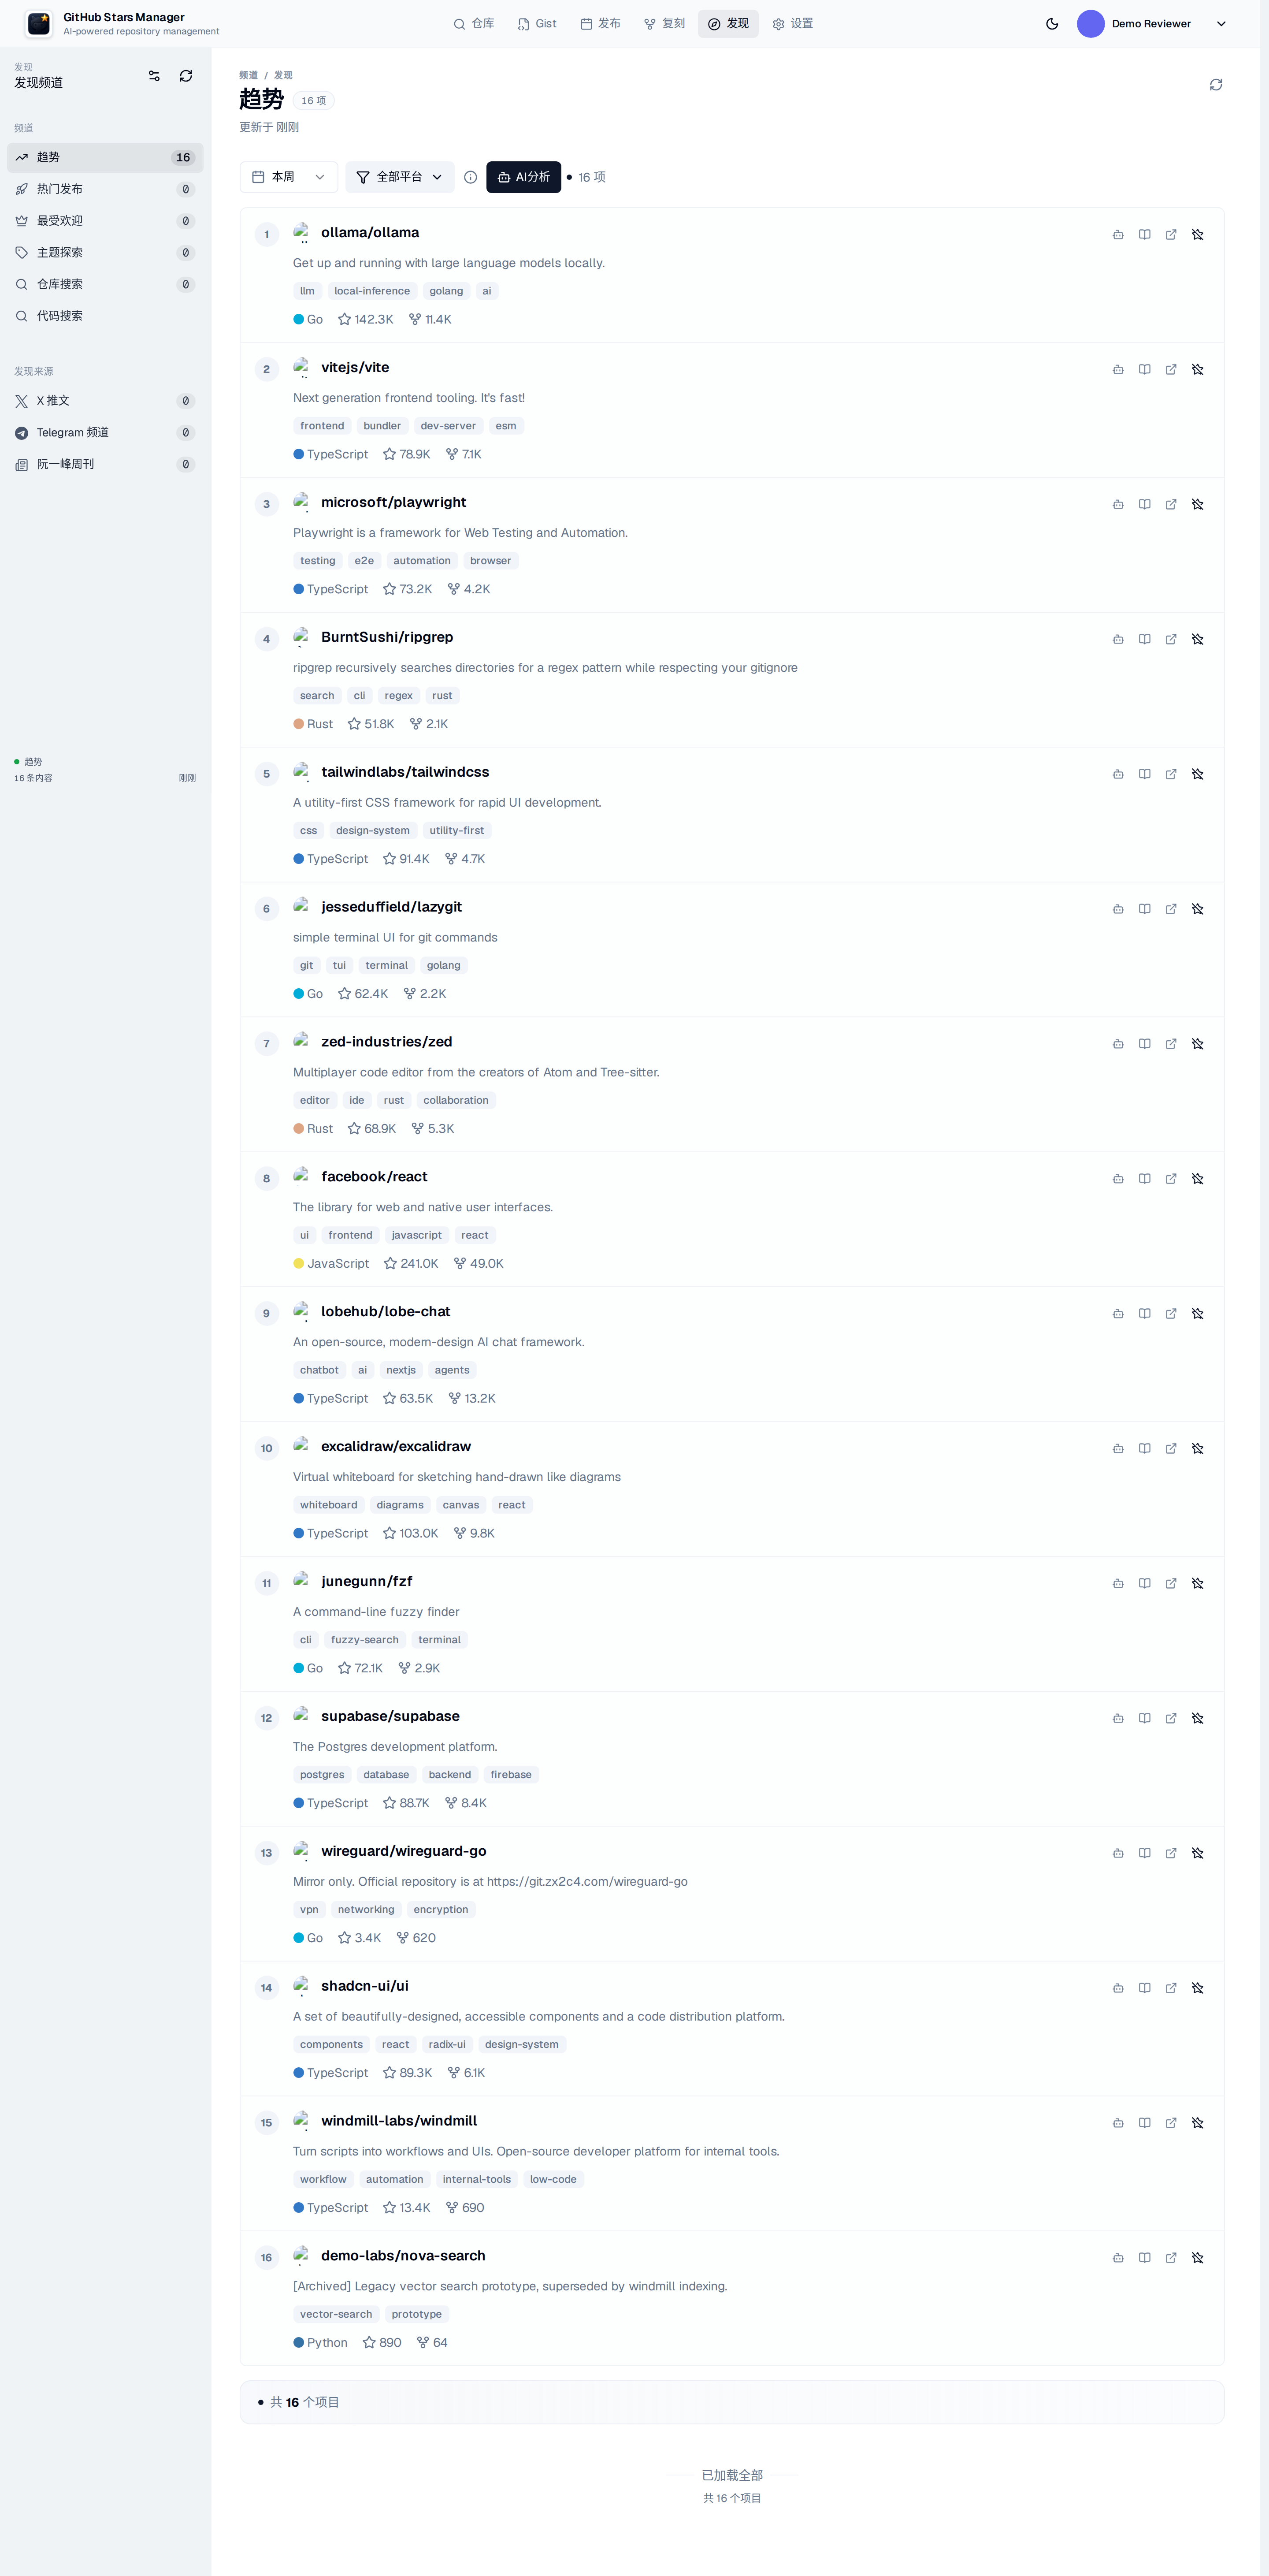 GitHub Stars Manager
AI-powered repository management
仓库
Gist
发布
复刻
发现
设置
Demo Reviewer
发现
发现频道
频道
趋势 16
热门发布 0
最受欢迎 0
主题探索 0
仓库搜索 0
代码搜索
发现来源
X 推文 0
Telegram 频道 0
阮一峰周刊 0
趋势
16 条内容 刚刚
频道 / 发现
趋势 16 项
更新于 刚刚
本周 全部平台 AI分析 16 项
1 ollama/ollama
Get up and running with large language models locally.
llm local-inference golang ai
Go 142.3K 11.4K
2 vitejs/vite
Next generation frontend tooling. It's fast!
frontend bundler dev-server esm
TypeScript 78.9K 7.1K
3 microsoft/playwright
Playwright is a framework for Web Testing and Automation.
testing e2e automation browser
TypeScript 73.2K 4.2K
4 BurntSushi/ripgrep
ripgrep recursively searches directories for a regex pattern while respecting your gitignore
search cli regex rust
Rust 51.8K 2.1K
5 tailwindlabs/tailwindcss
A utility-first CSS framework for rapid UI development.
css design-system utility-first
TypeScript 91.4K 4.7K
6 jesseduffield/lazygit
simple terminal UI for git commands
git tui terminal golang
Go 62.4K 2.2K
7 zed-industries/zed
Multiplayer code editor from the creators of Atom and Tree-sitter.
editor ide rust collaboration
Rust 68.9K 5.3K
8 facebook/react
The library for web and native user interfaces.
ui frontend javascript react
JavaScript 241.0K 49.0K
9 lobehub/lobe-chat
An open-source, modern-design AI chat framework.
chatbot ai nextjs agents
TypeScript 63.5K 13.2K
10 excalidraw/excalidraw
Virtual whiteboard for sketching hand-drawn like diagrams
whiteboard diagrams canvas react
TypeScript 103.0K 9.8K
11 junegunn/fzf
A command-line fuzzy finder
cli fuzzy-search terminal
Go 72.1K 2.9K
12 supabase/supabase
The Postgres development platform.
postgres database backend firebase
TypeScript 88.7K 8.4K
13 wireguard/wireguard-go
Mirror only. Official repository is at https://git.zx2c4.com/wireguard-go
vpn networking encryption
Go 3.4K 620
14 shadcn-ui/ui
A set of beautifully-designed, accessible components and a code distribution platform.
components react radix-ui design-system
TypeScript 89.3K 6.1K
15 windmill-labs/windmill
Turn scripts into workflows and UIs. Open-source developer platform for internal tools.
workflow automation internal-tools low-code
TypeScript 13.4K 690
16 demo-labs/nova-search
[Archived] Legacy vector search prototype, superseded by windmill indexing.
vector-search prototype
Python 890 64
共 16 个项目
已加载全部
共 16 个项目